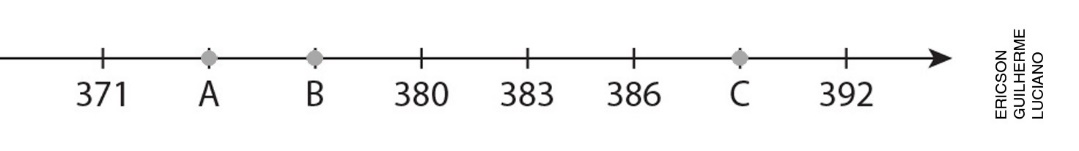 371 A B 380 383 386 C 392
ERICSON
GUILHERME
LUCIANO